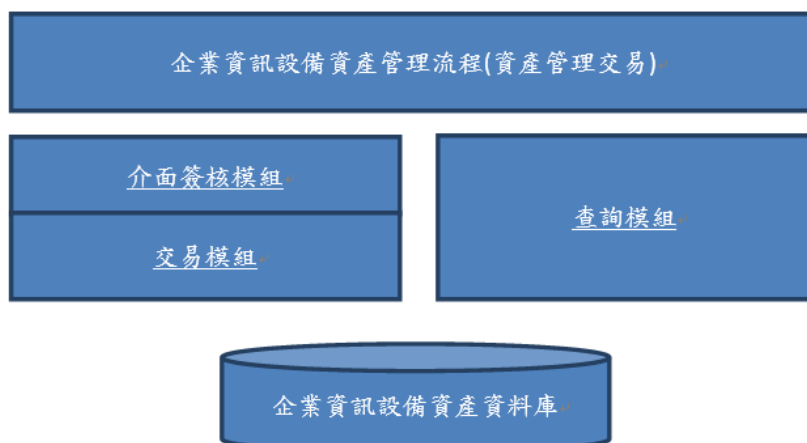 企業資訊設備資產管理流程(資產管理交易)
介面簽核模組
查詢模組
交易模組
企業資訊設備資產資料庫